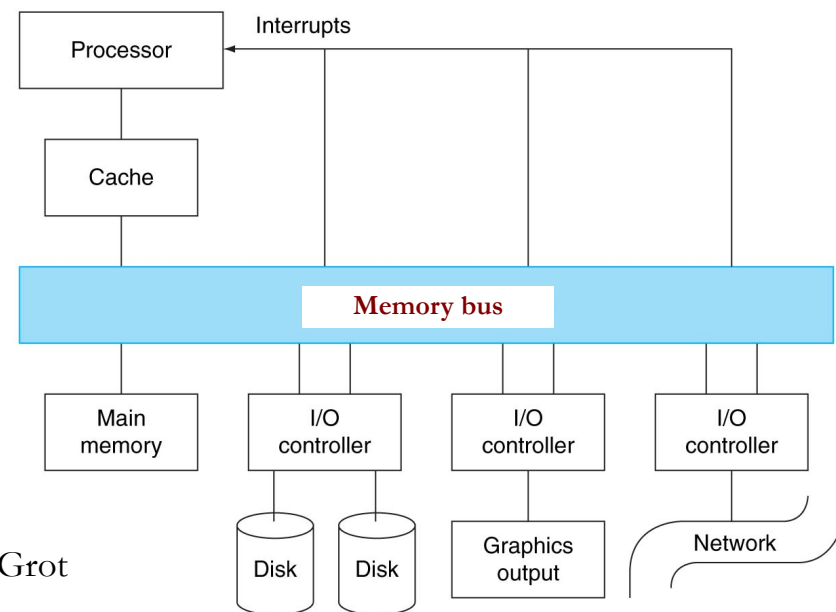 Interrupts
Processor
Cache
Memory bus
Main
memory
I/O
controller
I/O
controller
I/O
controller
Disk
Disk
Graphics
output
Network
Grot